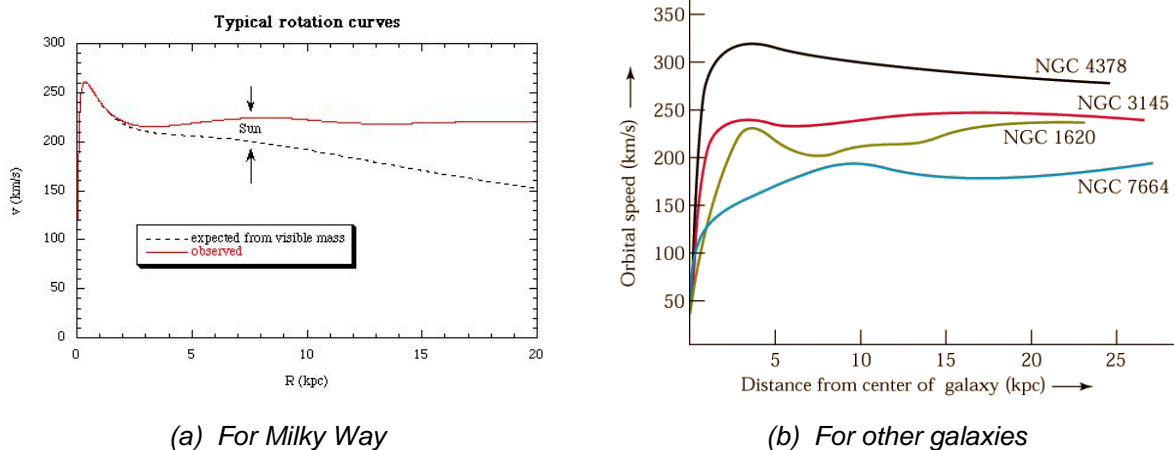 Typical rotation curves
300
250
200
150
100
50
0
v (km/s)
Sun
expected from visible mass
observed
0
5
10
15
20
R (kpc)
(a) For Milky Way
350
300
250
200
150
100
50
Orbital speed (km/s)
NGC 4378
NGC 3145
NGC 1620
NGC 7664
5
10
15
20
25
Distance from center of galaxy (kpc)
(b) For other galaxies